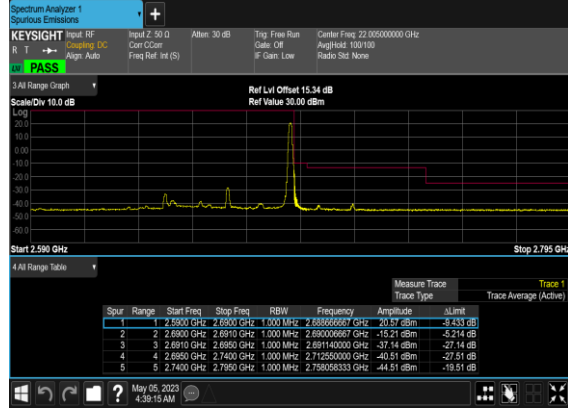 Spectrum Analyzer 1
Spurious Emissions
+
KEYSIGHT Input: RF Input Z: 50 Ω Atten: 30 dB Trig: Free Run Center Freq: 22.005000000 GHz
R T Coupling: DC Corr CCorr Gate: Off Avg|Hold: 100/100
Align: Auto Freq Ref: Int (S) IF Gain: Low Radio Std: None
LV PASS
3 All Range Graph
Ref Lvl Offset 15.34 dB
Scale/Div 10.0 dB Ref Value 30.00 dBm
Log
20.0
10.0
0.00
-10.0
-20.0
-30.0
-40.0
-50.0
-60.0
Start 2.590 GHz Stop 2.795 GHz
4 All Range Table
Measure Trace Trace 1
Trace Type Trace Average (Active)
Spur Range Start Freq Stop Freq RBW Frequency Amplitude ΔLimit
1 1 2.5900 GHz 2.6900 GHz 1.000 MHz 2.688666667 GHz 20.57 dBm -9.433 dB
2 2 2.6900 GHz 2.6910 GHz 1.000 MHz 2.690006667 GHz -15.21 dBm -5.214 dB
3 3 2.6910 GHz 2.6950 GHz 1.000 MHz 2.691140000 GHz -37.14 dBm -27.14 dB
4 4 2.6950 GHz 2.7400 GHz 1.000 MHz 2.712550000 GHz -40.51 dBm -27.51 dB
5 5 2.7400 GHz 2.7950 GHz 1.000 MHz 2.758058333 GHz -44.51 dBm -19.51 dB
? May 05, 2023
4:39:15 AM